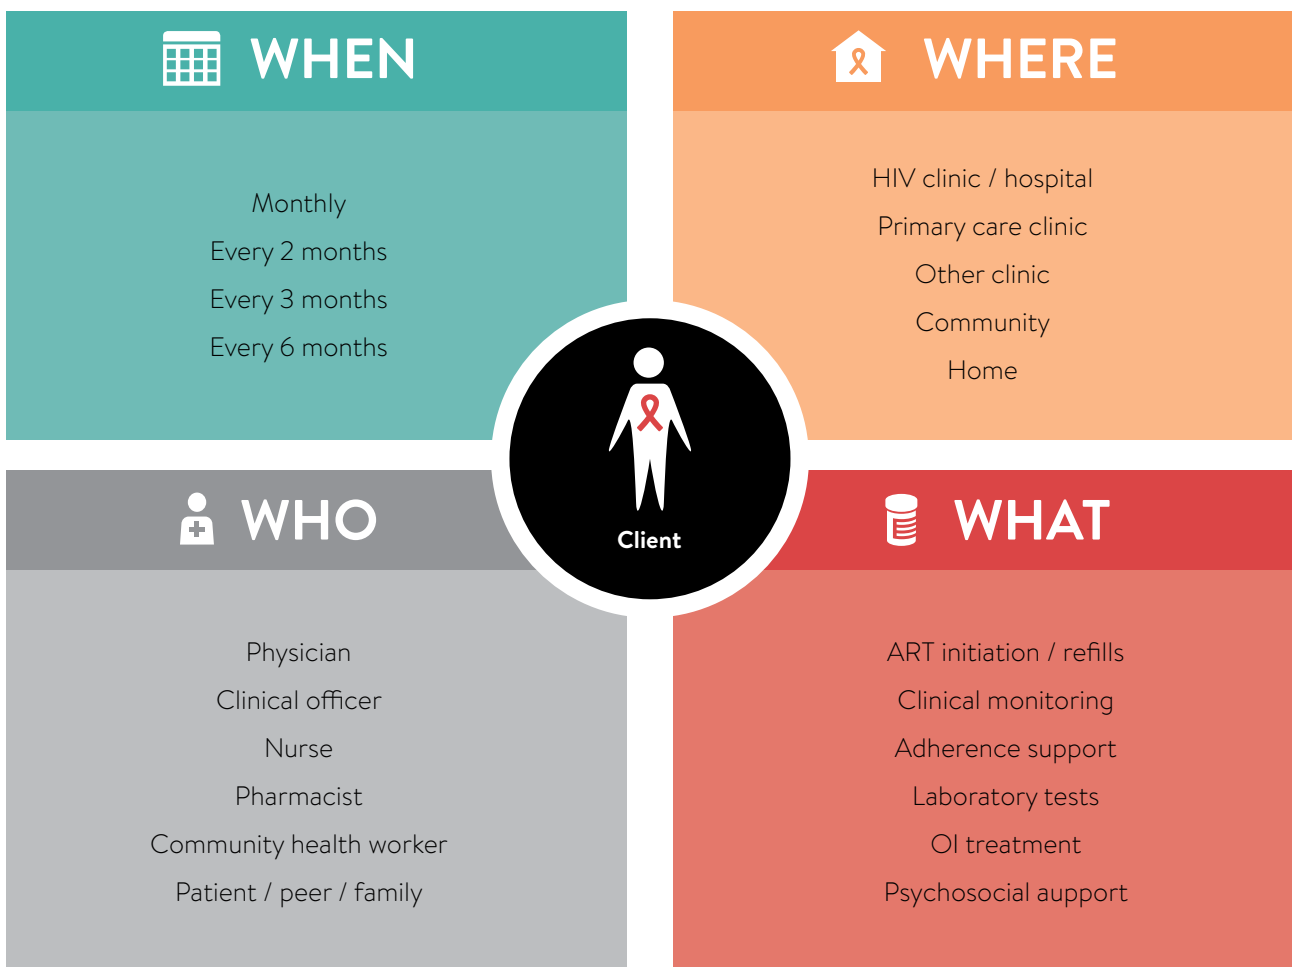 WHEN
Monthly
Every 2 months
Every 3 months
Every 6 months
WHERE
HIV clinic / hospital
Primary care clinic
Other clinic
Community
Home
Client
WHO
Physician
Clinical officer
Nurse
Pharmacist
Community health worker
Patient / peer / family
WHAT
ART initiation / refills
Clinical monitoring
Adherence support
Laboratory tests
OI treatment
Psychosocial aupport